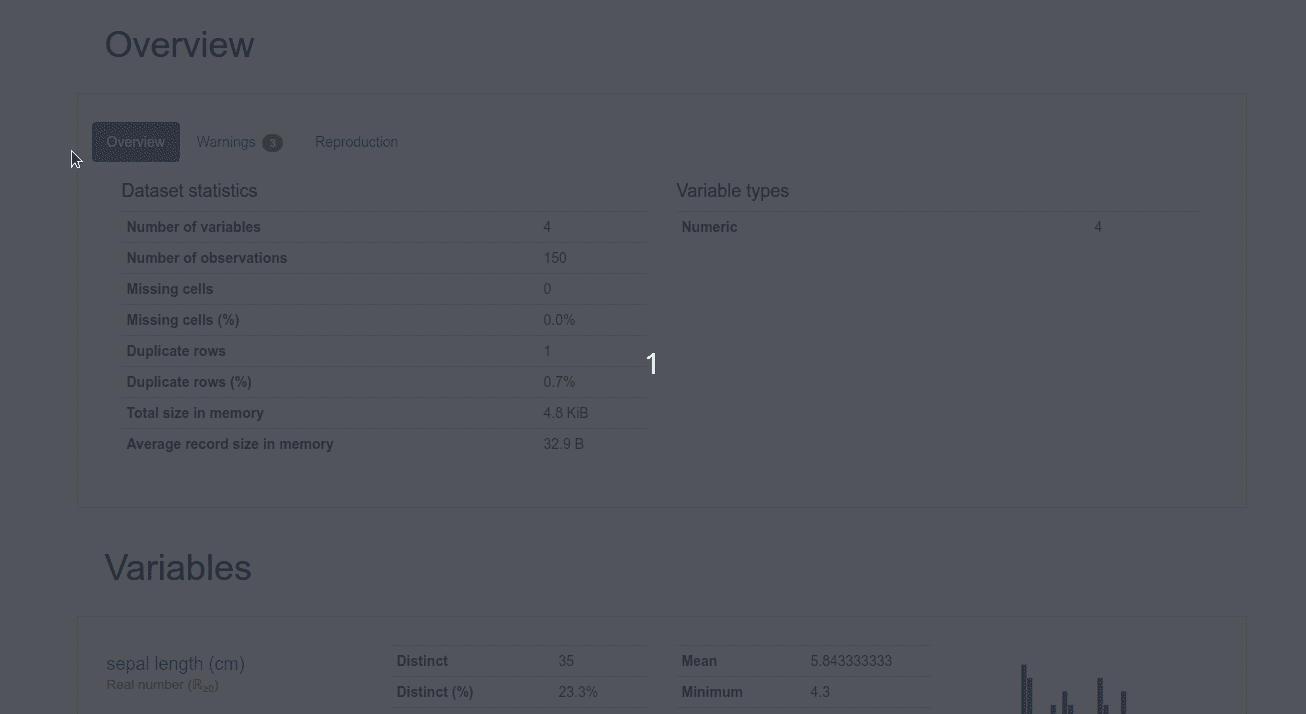 Overview
Overview Warnings 3 Reproduction
Dataset statistics Variable types
Number of variables 4 Numeric 4
Number of observations 150
Missing cells 0
Missing cells (%) 0.0%
Duplicate rows 1
1
Duplicate rows (%) 0.7%
Total size in memory 4.8 KiB
Average record size in memory 32.9 B
Variables
sepal length (cm) Distinct 35 Mean 5.843333333
Real number (ℝ≥0) Distinct (%) 23.3% Minimum 4.3